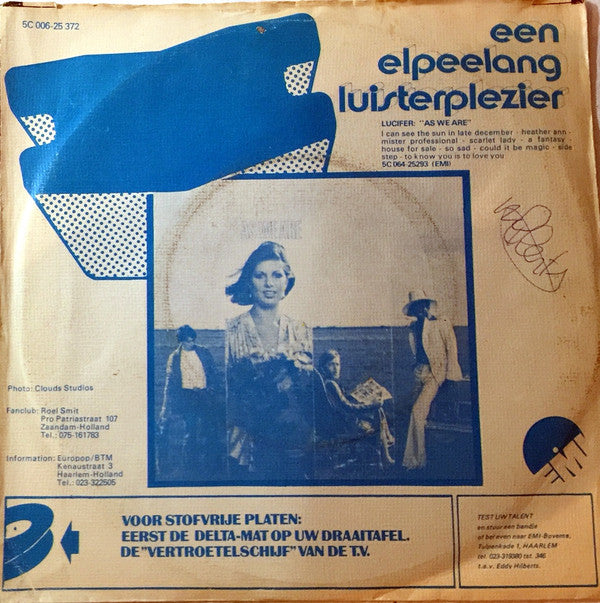 5C 006-25 372
een
elpeelang
luisterplezier
LUCIFER: "AS WE ARE"
I can see the sun in late december - heather ann -
mister professional - scarlet lady - a fantasy -
house for sale - so sad - could it be magic - side
step - to know you is to love you
5C 064-25293 (EMI)
AS WE ARE
Photo: Clouds Studios
Fanclub: Roel Smit
Pro Patriastraat 107
Zaandam-Holland
Tel.: 075-161783
Information: Europop/BTM
Kenaustraat 3
Haarlem-Holland
Tel.: 023-322505
EMI
VOOR STOFVRIJE PLATEN:
EERST DE DELTA-MAT OP UW DRAAITAFEL.
DE "VERTROETELSCHIJF" VAN DE T.V.
TEST UW TALENT
en stuur een bandje
of bel even naar EMI-Bovema,
Tulpenkade 1, HAARLEM
tel. 023-319380 tst. 346
t.a.v. Eddy Hilberts.